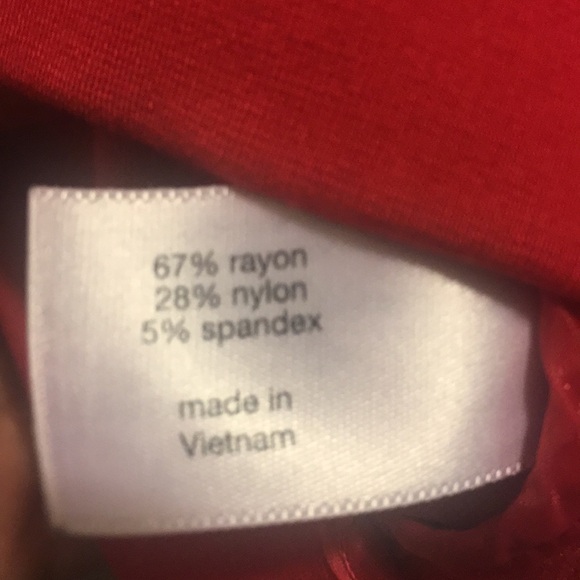 67% rayon
28% nylon
5% spandex
made in
Vietnam